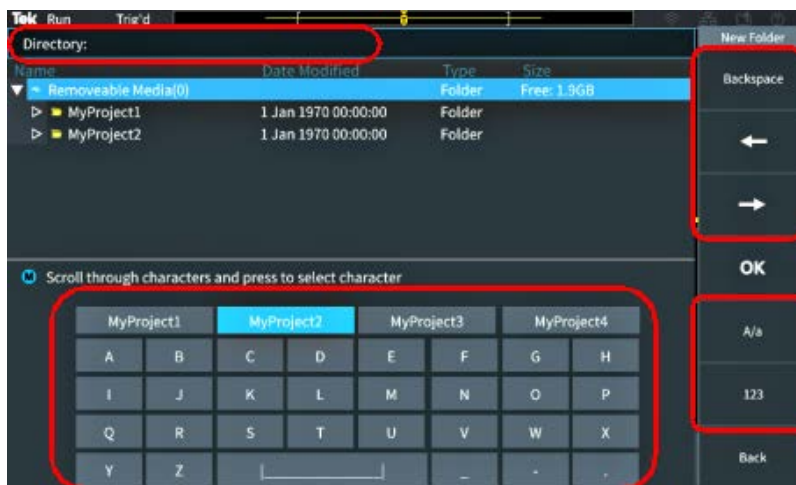 Tek Run Trig'd
New Folder
Directory:
Name Date Modified Type Size
Backspace
Removeable Media(0) Folder Free: 1.9GB
MyProject1 1 Jan 1970 00:00:00 Folder
MyProject2 1 Jan 1970 00:00:00 Folder
←
→
OK
M Scroll through characters and press to select character
MyProject1 MyProject2 MyProject3 MyProject4
A/a
A B C D E F G H
I J K L M N O P
123
Q R S T U V W X
Y Z _ - .
Back